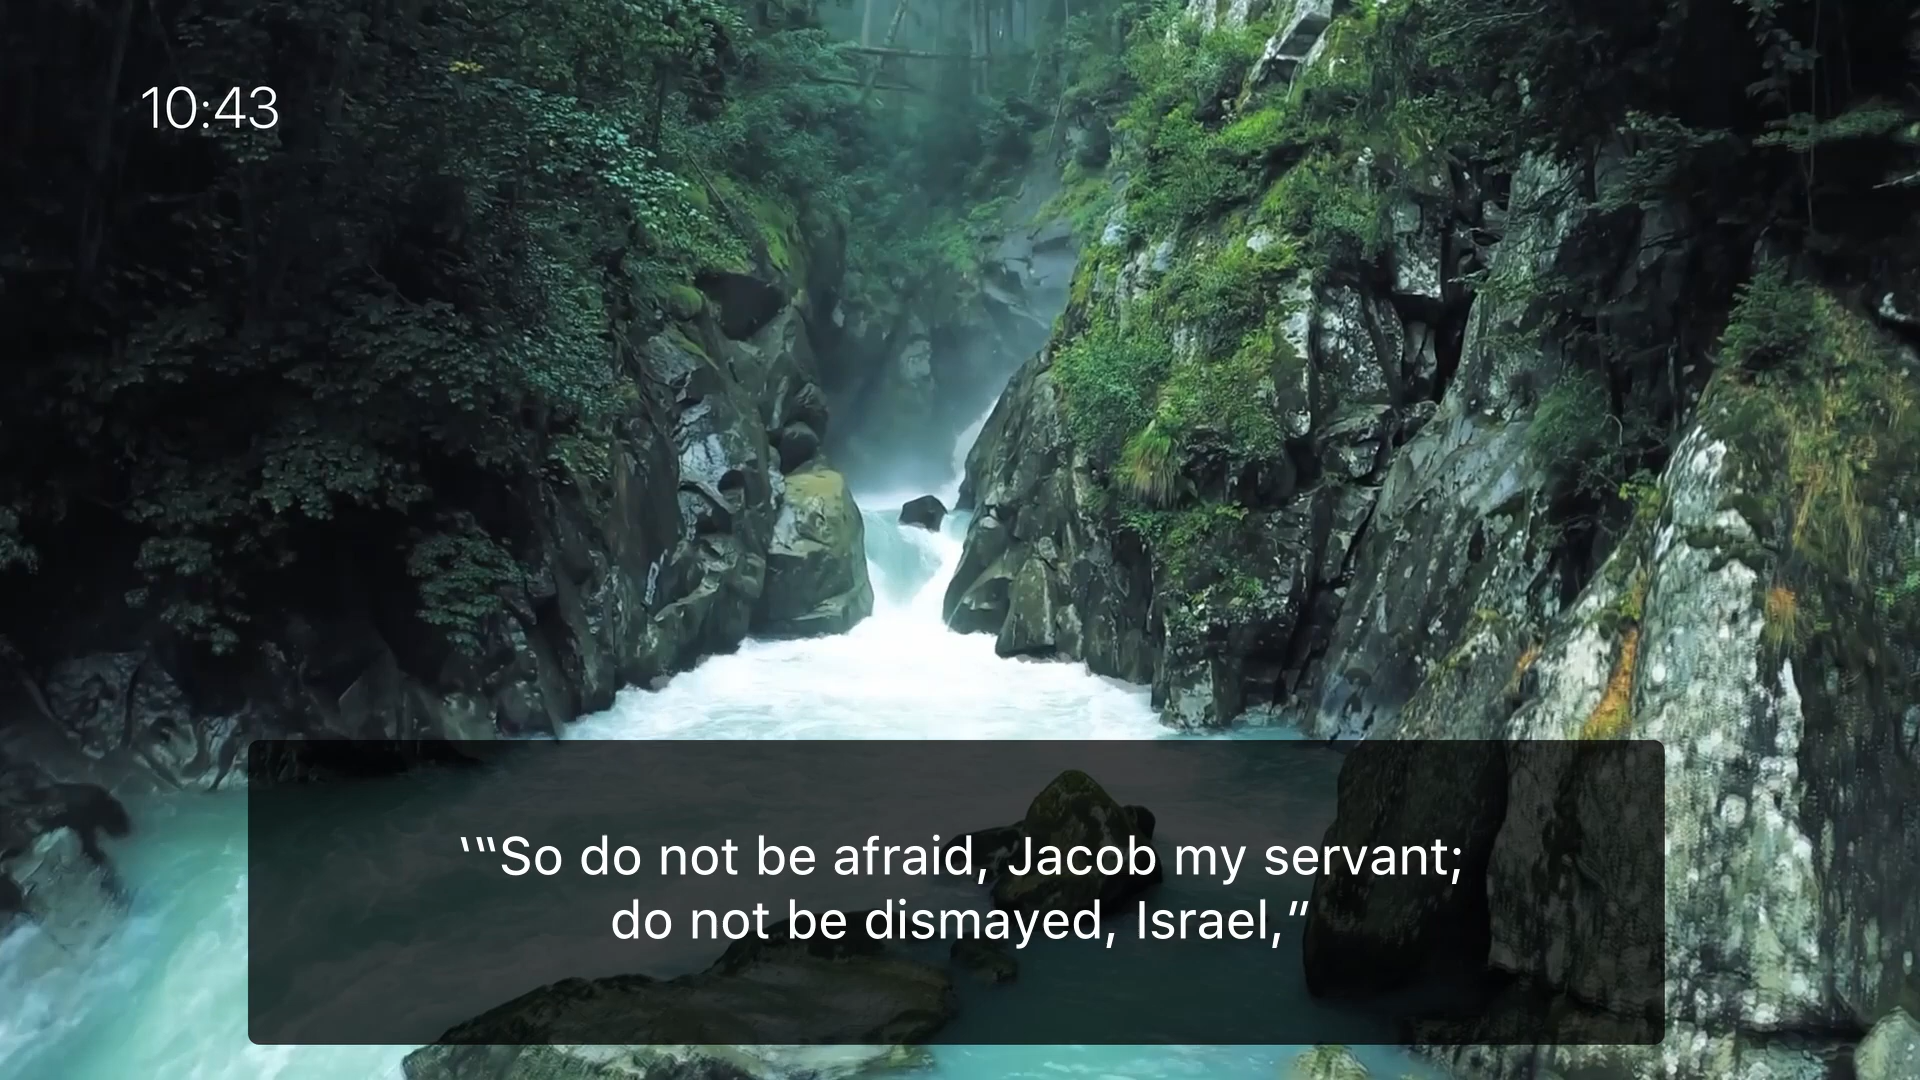 10:43
‘“‘So do not be afraid, Jacob my servant;
do not be dismayed, Israel,”